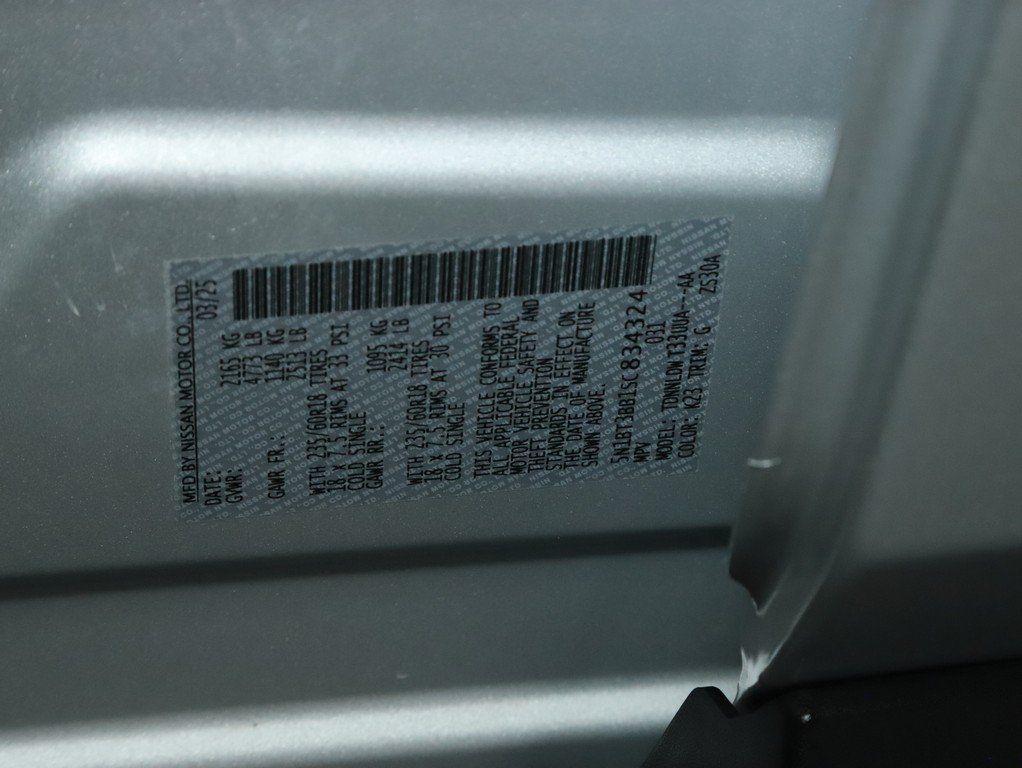 MFD.BY NISSAN MOTOR CO., LTD.
DATE: 03/25
GVWR: 2165 KG
4773 LB
GAWR FR.: 1140 KG
2513 LB
WITH 235/60R18 TIRES
18 X 7.5 RIMS AT 33 PSI
COLD SINGLE
GAWR RR.: 1095 KG
2414 LB
WITH 235/60R18 TIRES
18 X 7.5 RIMS AT 30 PSI
COLD SINGLE
THIS VEHICLE CONFORMS TO
ALL APPLICABLE FEDERAL
MOTOR VEHICLE SAFETY AND
THEFT PREVENTION
STANDARDS IN EFFECT ON
THE DATE OF MANUFACTURE
SHOWN ABOVE.
5N1BT3BB1SC834324
MPV 031
COLOR: K23 TRIM: G ZS30A